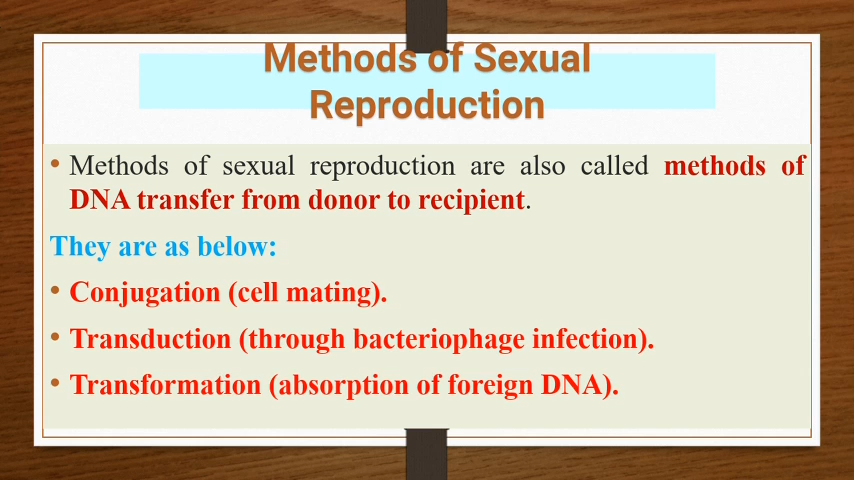 Methods of Sexual
Reproduction
• Methods of sexual reproduction are also called methods of
DNA transfer from donor to recipient.
They are as below:
• Conjugation (cell mating).
• Transduction (through bacteriophage infection).
• Transformation (absorption of foreign DNA).